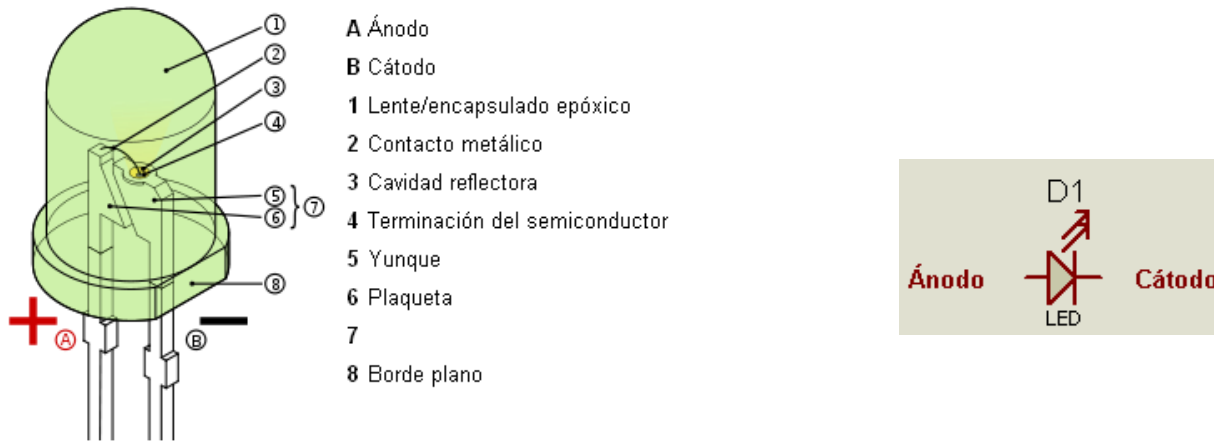 1
2
3
4
5
6
7
8
+
A
B
−
A Ánodo
B Cátodo
1 Lente/encapsulado epóxico
2 Contacto metálico
3 Cavidad reflectora
4 Terminación del semiconductor
5 Yunque
6 Plaqueta
7
8 Borde plano
D1
Ánodo
Cátodo
LED